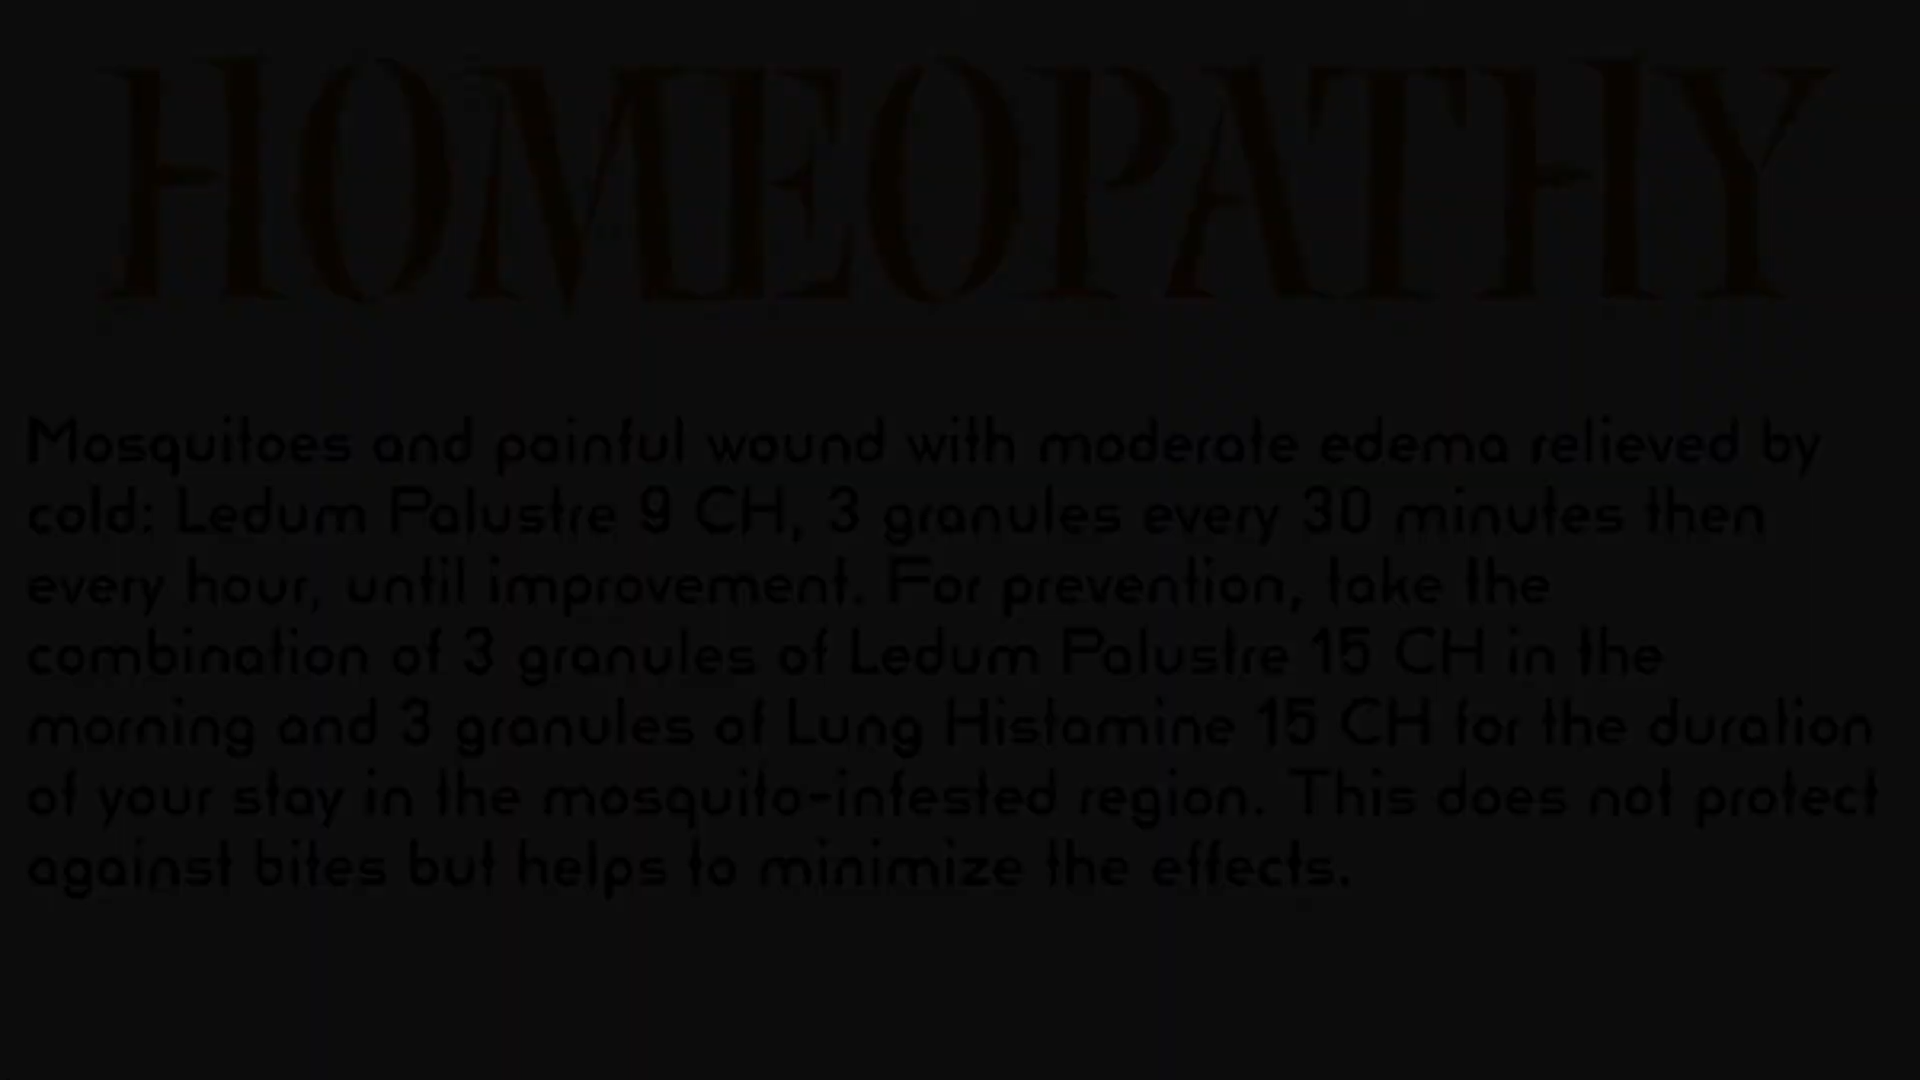 HOMEOPATHY
Mosquitoes and painful wound with moderate edema relieved by
cold: Ledum Palustre 9 CH, 3 granules every 30 minutes then
every hour, until improvement. For prevention, take the
combination of 3 granules of Ledum Palustre 15 CH in the
morning and 3 granules of Lung Histamine 15 CH for the duration
of your stay in the mosquito-infested region. This does not protect
against bites but helps to minimize the effects.